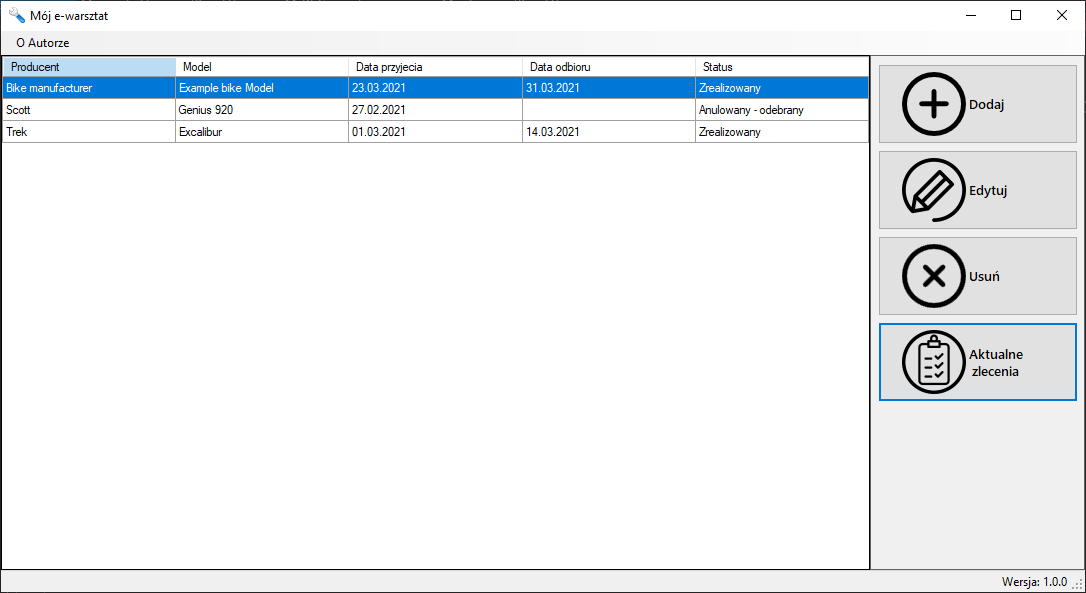 Mój e-warsztat
O Autorze
Producent Model Data przyjecia Data odbioru Status
Bike manufacturer Example bike Model 23.03.2021 31.03.2021 Zrealizowany
Scott Genius 920 27.02.2021 Anulowany - odebrany
Trek Excalibur 01.03.2021 14.03.2021 Zrealizowany
Dodaj
Edytuj
Usuń
Aktualne
zlecenia
Wersja: 1.0.0